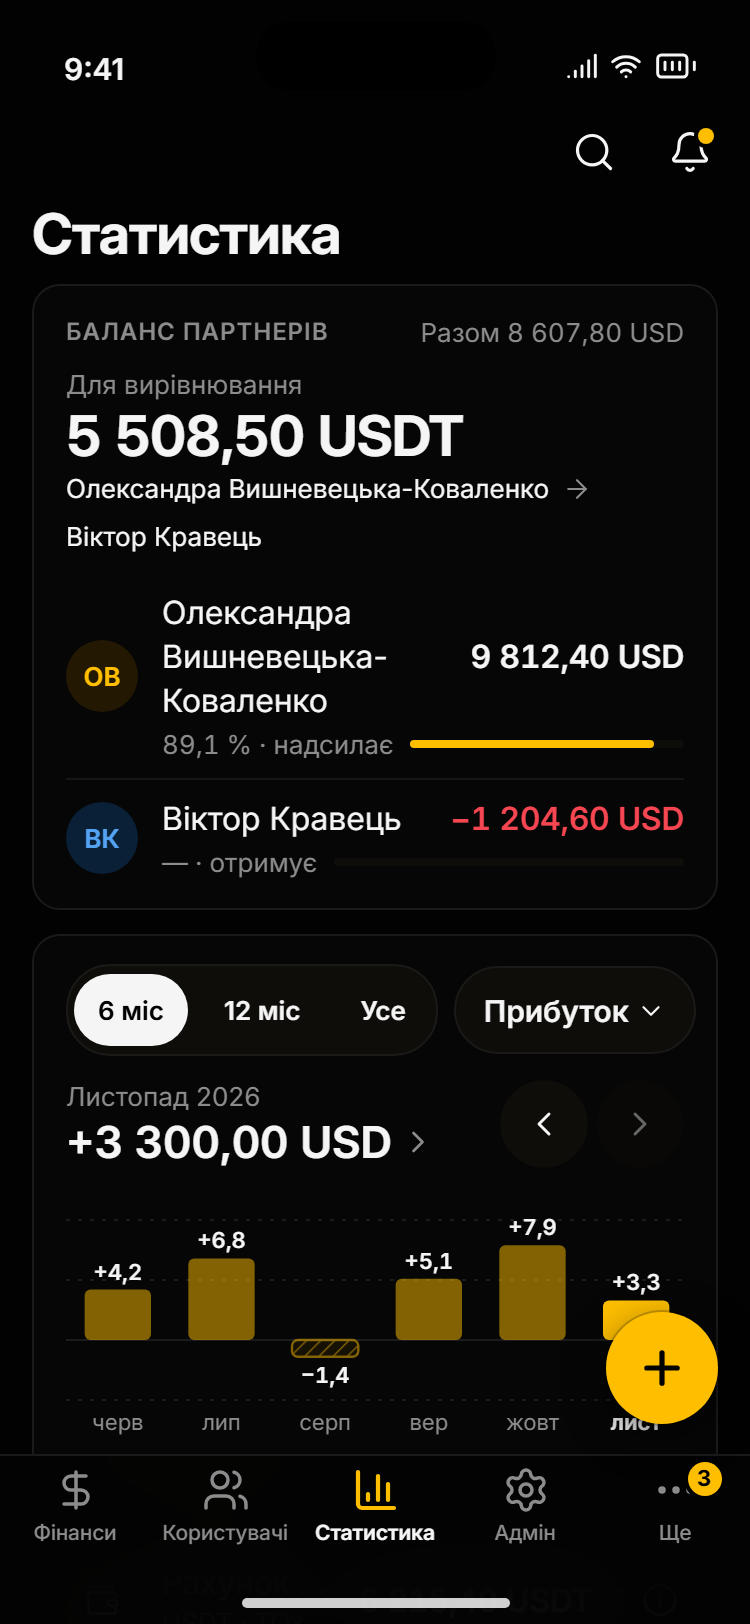 9:41
Статистика
БАЛАНС ПАРТНЕРІВ
Разом 8 607,80 USD
Для вирівнювання
5 508,50 USDT
Олександра Вишневецька-Коваленко →
Віктор Кравець
ОВ
Олександра
Вишневецька-
Коваленко
9 812,40 USD
89,1 % · надсилає
ВК
Віктор Кравець
−1 204,60 USD
— · отримує
6 міс
12 міс
Усе
Прибуток
Листопад 2026
+3 300,00 USD
+4,2
+6,8
−1,4
+5,1
+7,9
+3,3
черв
лип
серп
вер
жовт
лист
3
Фінанси
Користувачі
Статистика
Адмін
Ще
Рахунок